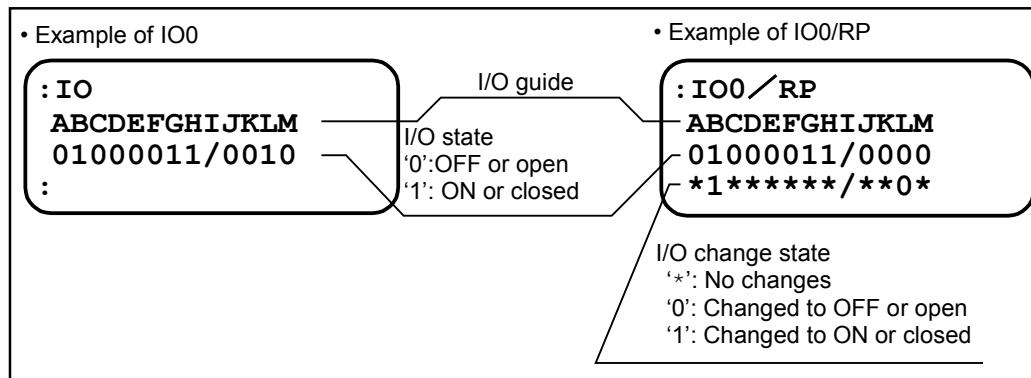 • Example of IO0
:IO
ABCDEFGHIJKLM
01000011/0010
:
I/O guide
I/O state
‘0’:OFF or open
‘1’: ON or closed
• Example of IO0/RP
:IO0／RP
ABCDEFGHIJKLM
01000011/0000
*1******/**0*
I/O change state
‘*’: No changes
‘0’: Changed to OFF or open
‘1’: Changed to ON or closed